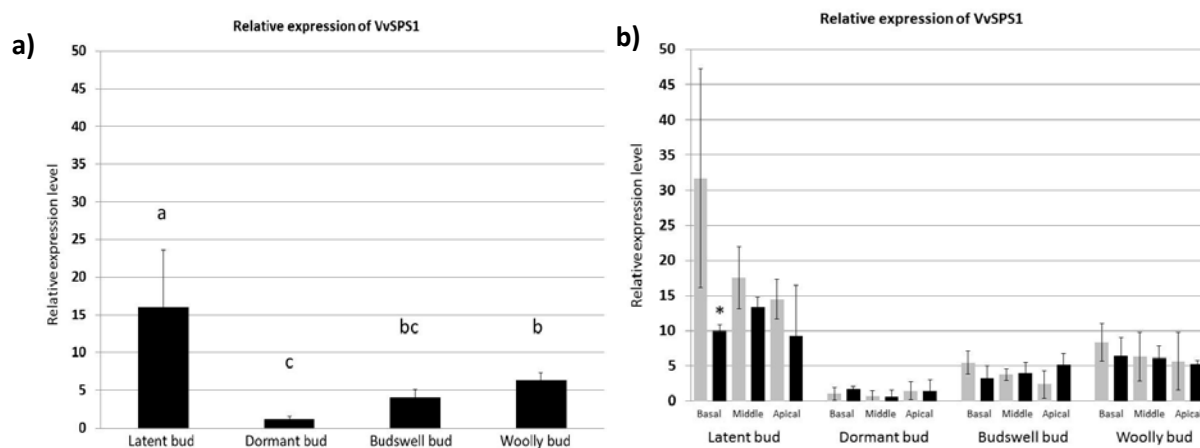 a)
Relative expression of VvSPS1
Relative expression level
50
45
40
35
30
25
20
15
10
5
0
a
c
bc
b
Latent bud Dormant bud Budswell bud Woolly bud
b)
Relative expression of VvSPS1
Relative expression level
50
45
40
35
30
25
20
15
10
5
0
*
Basal Middle Apical Basal Middle Apical Basal Middle Apical Basal Middle Apical
Latent bud Dormant bud Budswell bud Woolly bud